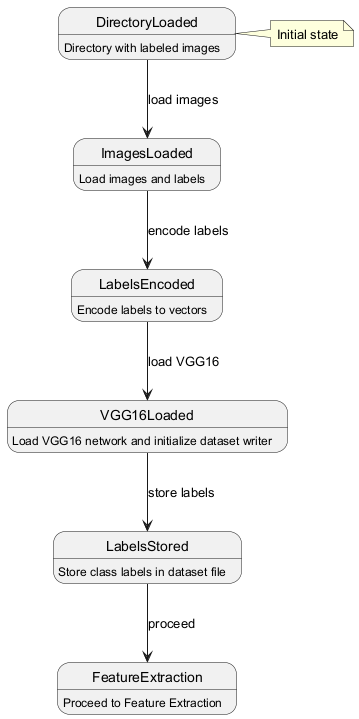 DirectoryLoaded
Directory with labeled images
Initial state
load images
ImagesLoaded
Load images and labels
encode labels
LabelsEncoded
Encode labels to vectors
load VGG16
VGG16Loaded
Load VGG16 network and initialize dataset writer
store labels
LabelsStored
Store class labels in dataset file
proceed
FeatureExtraction
Proceed to Feature Extraction